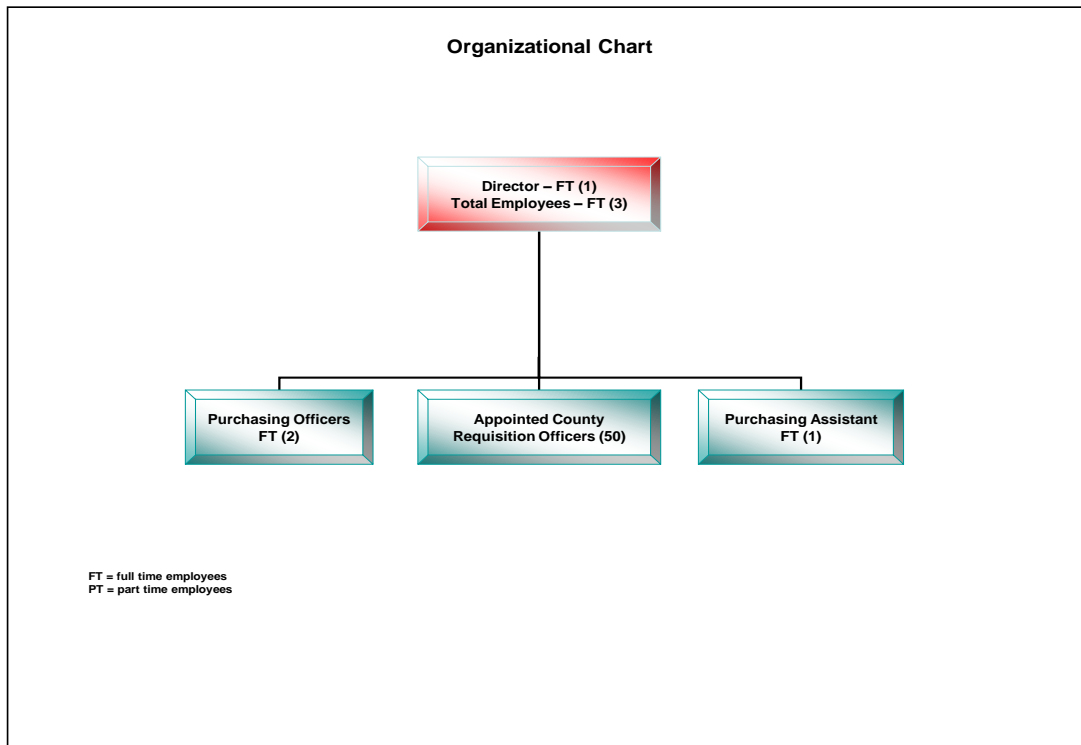 Organizational Chart
Director – FT (1)
Total Employees – FT (3)
Purchasing Officers
FT (2)
Appointed County
Requisition Officers (50)
Purchasing Assistant
FT (1)
FT = full time employees
PT = part time employees